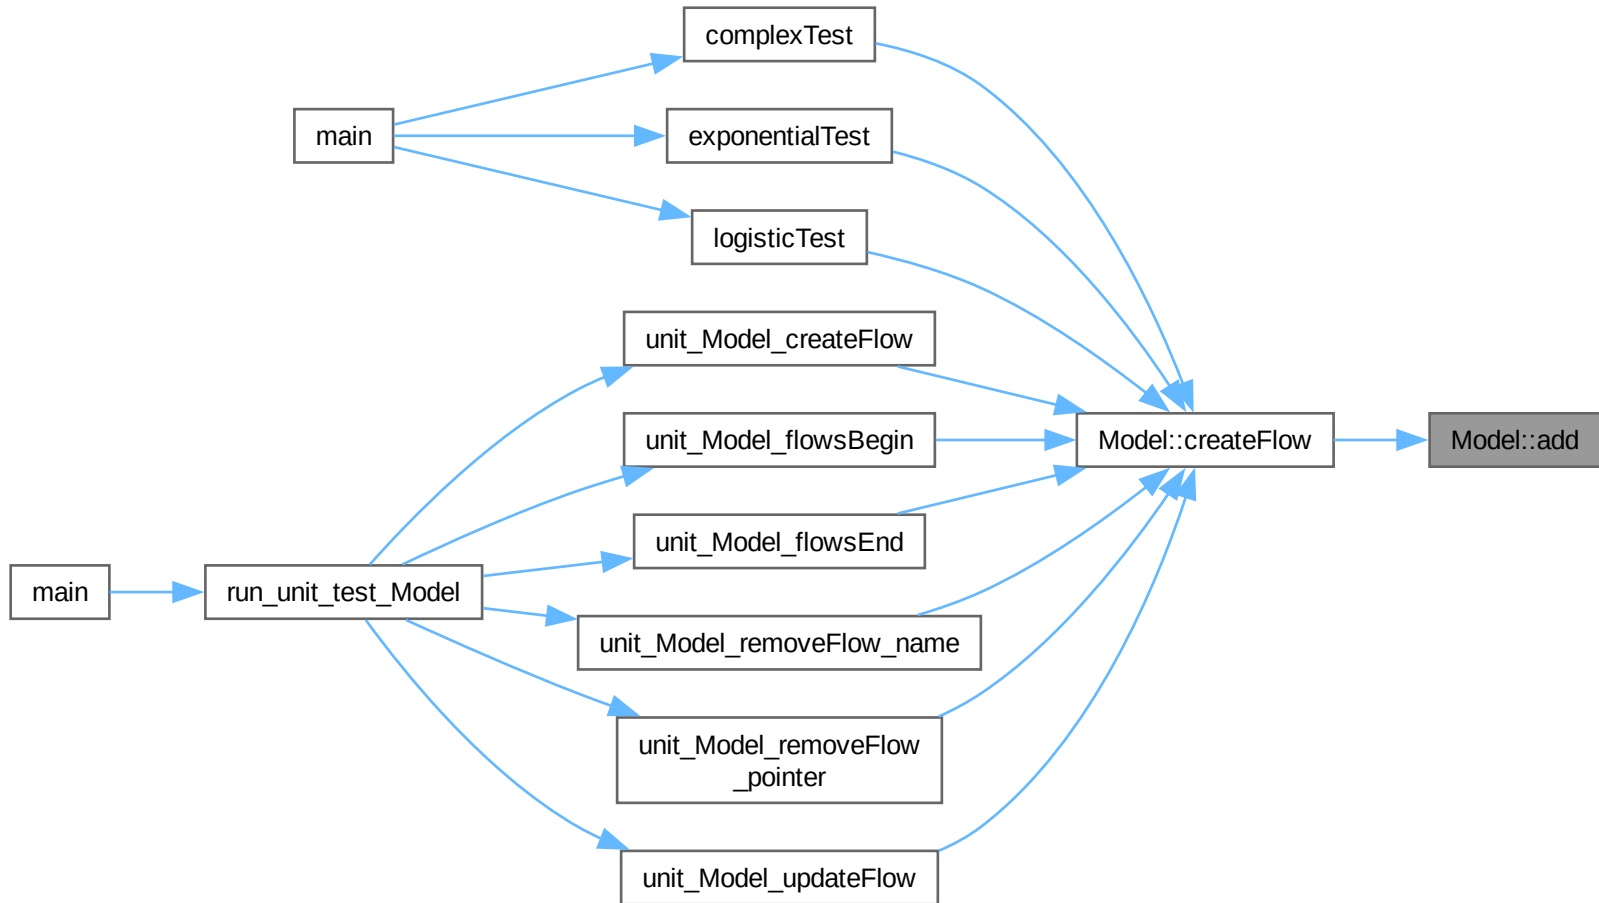 complexTest
main
exponentialTest
logisticTest
unit_Model_createFlow
unit_Model_flowsBegin
Model::createFlow
Model::add
unit_Model_flowsEnd
main
run_unit_test_Model
unit_Model_removeFlow_name
unit_Model_removeFlow
_pointer
unit_Model_updateFlow